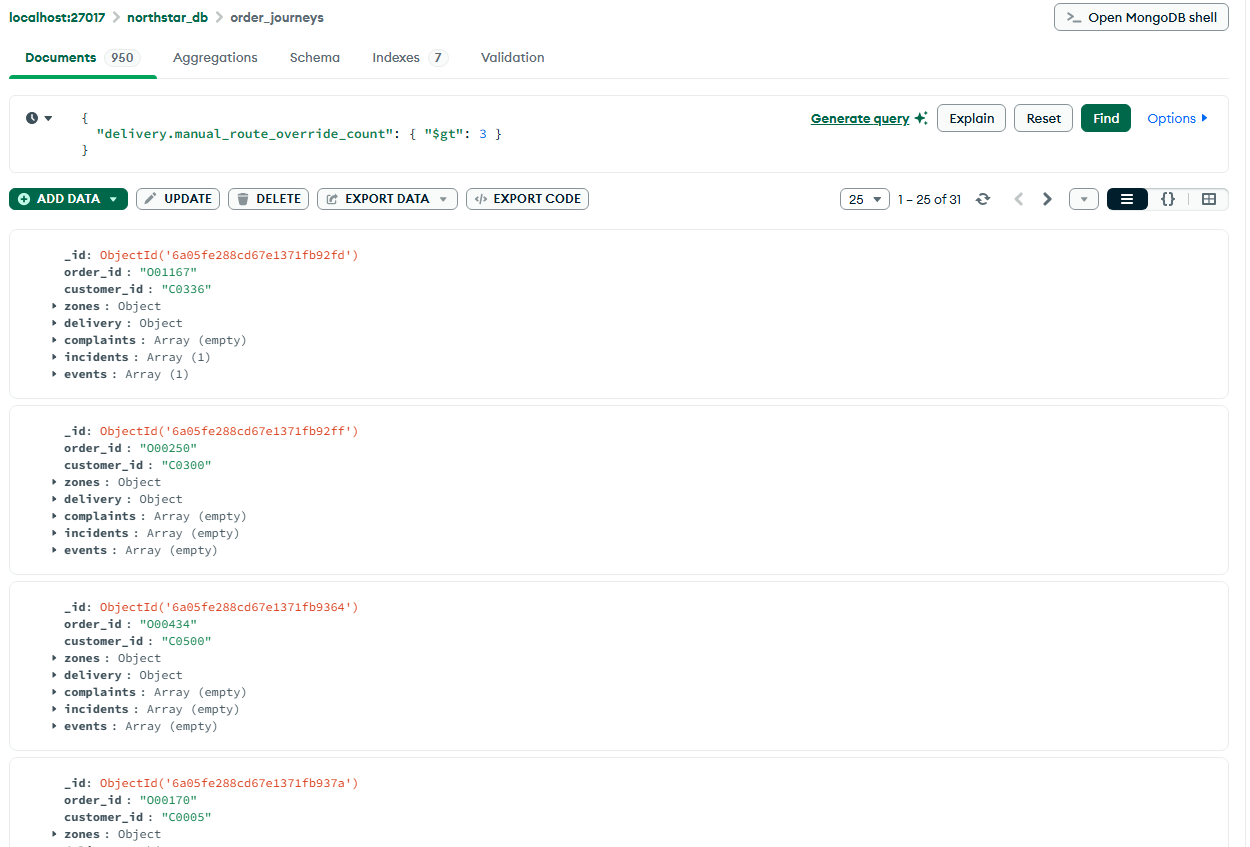 localhost:27017 > northstar_db > order_journeys
>_ Open MongoDB shell
Documents 950 Aggregations Schema Indexes 7 Validation
{
"delivery.manual_route_override_count": { "$gt": 3 }
}
Generate query Explain Reset Find Options
ADD DATA UPDATE DELETE EXPORT DATA </> EXPORT CODE 25 1 – 25 of 31 {}
_id: ObjectId('6a05fe288cd67e1371fb92fd')
order_id : "O01167"
customer_id : "C0336"
zones : Object
delivery : Object
complaints : Array (empty)
incidents : Array (1)
events : Array (1)
_id: ObjectId('6a05fe288cd67e1371fb92ff')
order_id : "O00250"
customer_id : "C0300"
zones : Object
delivery : Object
complaints : Array (empty)
incidents : Array (empty)
events : Array (empty)
_id: ObjectId('6a05fe288cd67e1371fb9364')
order_id : "O00434"
customer_id : "C0500"
zones : Object
delivery : Object
complaints : Array (empty)
incidents : Array (empty)
events : Array (empty)
_id: ObjectId('6a05fe288cd67e1371fb937a')
order_id : "O00170"
customer_id : "C0005"
zones : Object